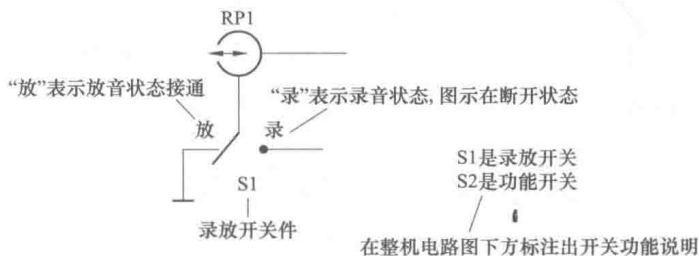 RP1
“放”表示放音状态接通
“录”表示录音状态, 图示在断开状态
放
录
S1
录放开关件
S1是录放开关
S2是功能开关
在整机电路图下方标注出开关功能说明